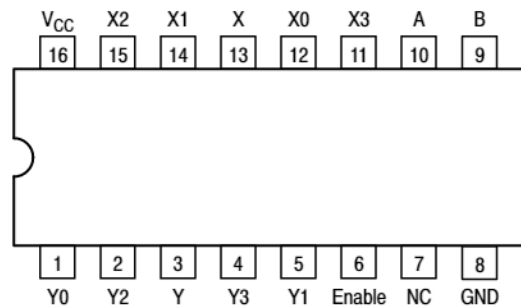 V_CC X2 X1 X X0 X3 A B
16 15 14 13 12 11 10 9
1 2 3 4 5 6 7 8
Y0 Y2 Y Y3 Y1 Enable NC GND